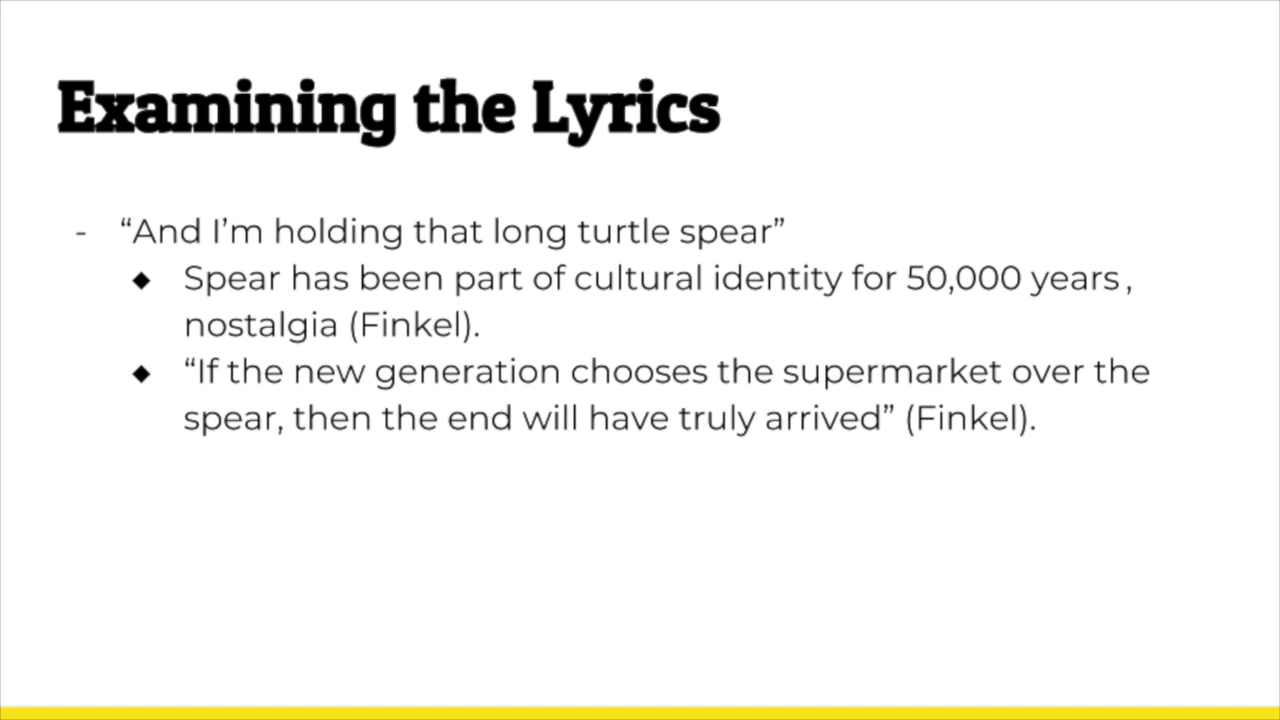 Examining the Lyrics
- “And I’m holding that long turtle spear”
◆ Spear has been part of cultural identity for 50,000 years,
nostalgia (Finkel).
◆ “If the new generation chooses the supermarket over the
spear, then the end will have truly arrived” (Finkel).